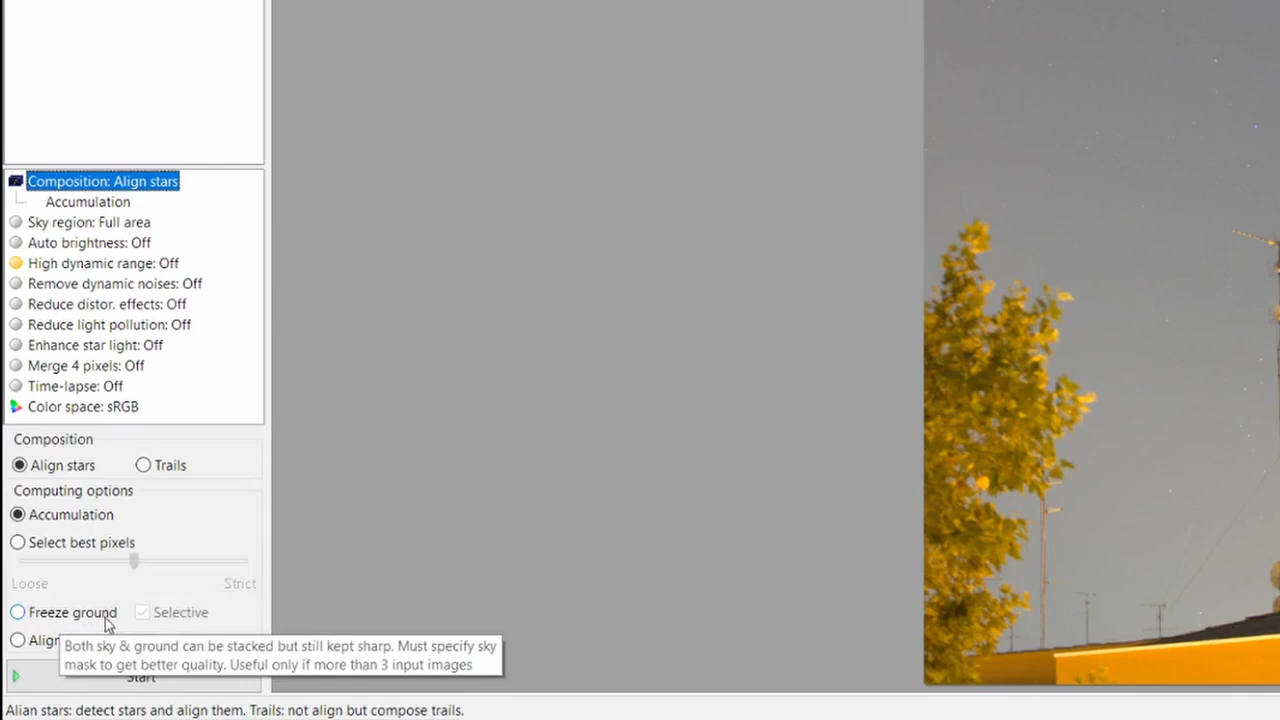 Composition: Align stars
Accumulation
Sky region: Full area
Auto brightness: Off
High dynamic range: Off
Remove dynamic noises: Off
Reduce distor. effects: Off
Reduce light pollution: Off
Enhance star light: Off
Merge 4 pixels: Off
Time-lapse: Off
Color space: sRGB
Composition
Align stars Trails
Computing options
Accumulation
Select best pixels
Loose Strict
Freeze ground Selective
Align
Both sky & ground can be stacked but still kept sharp. Must specify sky
mask to get better quality. Useful only if more than 3 input images
Start
Alian stars: detect stars and align them. Trails: not align but compose trails.